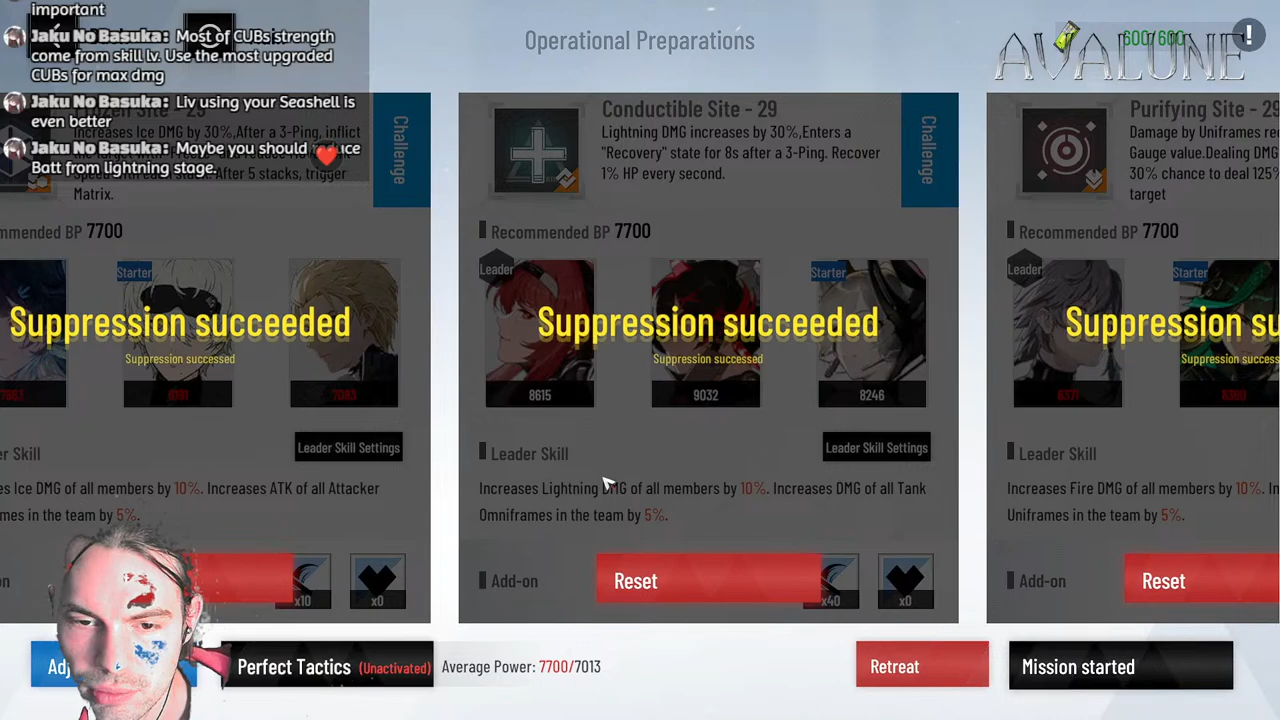 important
Jaku No Basuka: Most of CUBs strength
come from skill lv. Use the most upgraded
CUBs for max dmg
Jaku No Basuka: Liv using your Seashell is
even better
Jaku No Basuka: Maybe you should
Batt from lightning stage.
Operational Preparations
AVALUNE
600/600
!
Increases Ice DMG by 30%,After a 3-Ping, inflict
After 5 stacks, trigger
Matrix.
Challenge
Conductible Site - 29
Lightning DMG increases by 30%,Enters a
"Recovery" state for 8s after a 3-Ping. Recover
1% HP every second.
Challenge
Purifying Site - 29
Damage by Uniframes
Gauge value.Dealing DMG
30% chance to deal 125%
target
BP 7700
Starter
Suppression succeeded
Suppression successed
7083
Recommended BP 7700
Leader
Starter
Suppression succeeded
Suppression successed
8615
9032
8246
Recommended BP 7700
Leader
Starter
Suppression su
Suppression success
Skill
Leader Skill Settings
Ice DMG of all members by 10%. Increases ATK of all Attacker
in the team by 5%.
Leader Skill
Leader Skill Settings
Increases Lightning DMG of all members by 10%. Increases DMG of all Tank
Omniframes in the team by 5%.
Leader Skill
Increases Fire DMG of all members by 10%.
Uniframes in the team by 5%.
x10
x0
Add-on
Reset
x40
x0
Add-on
Reset
Perfect Tactics (Unactivated)
Average Power: 7700/7013
Retreat
Mission started